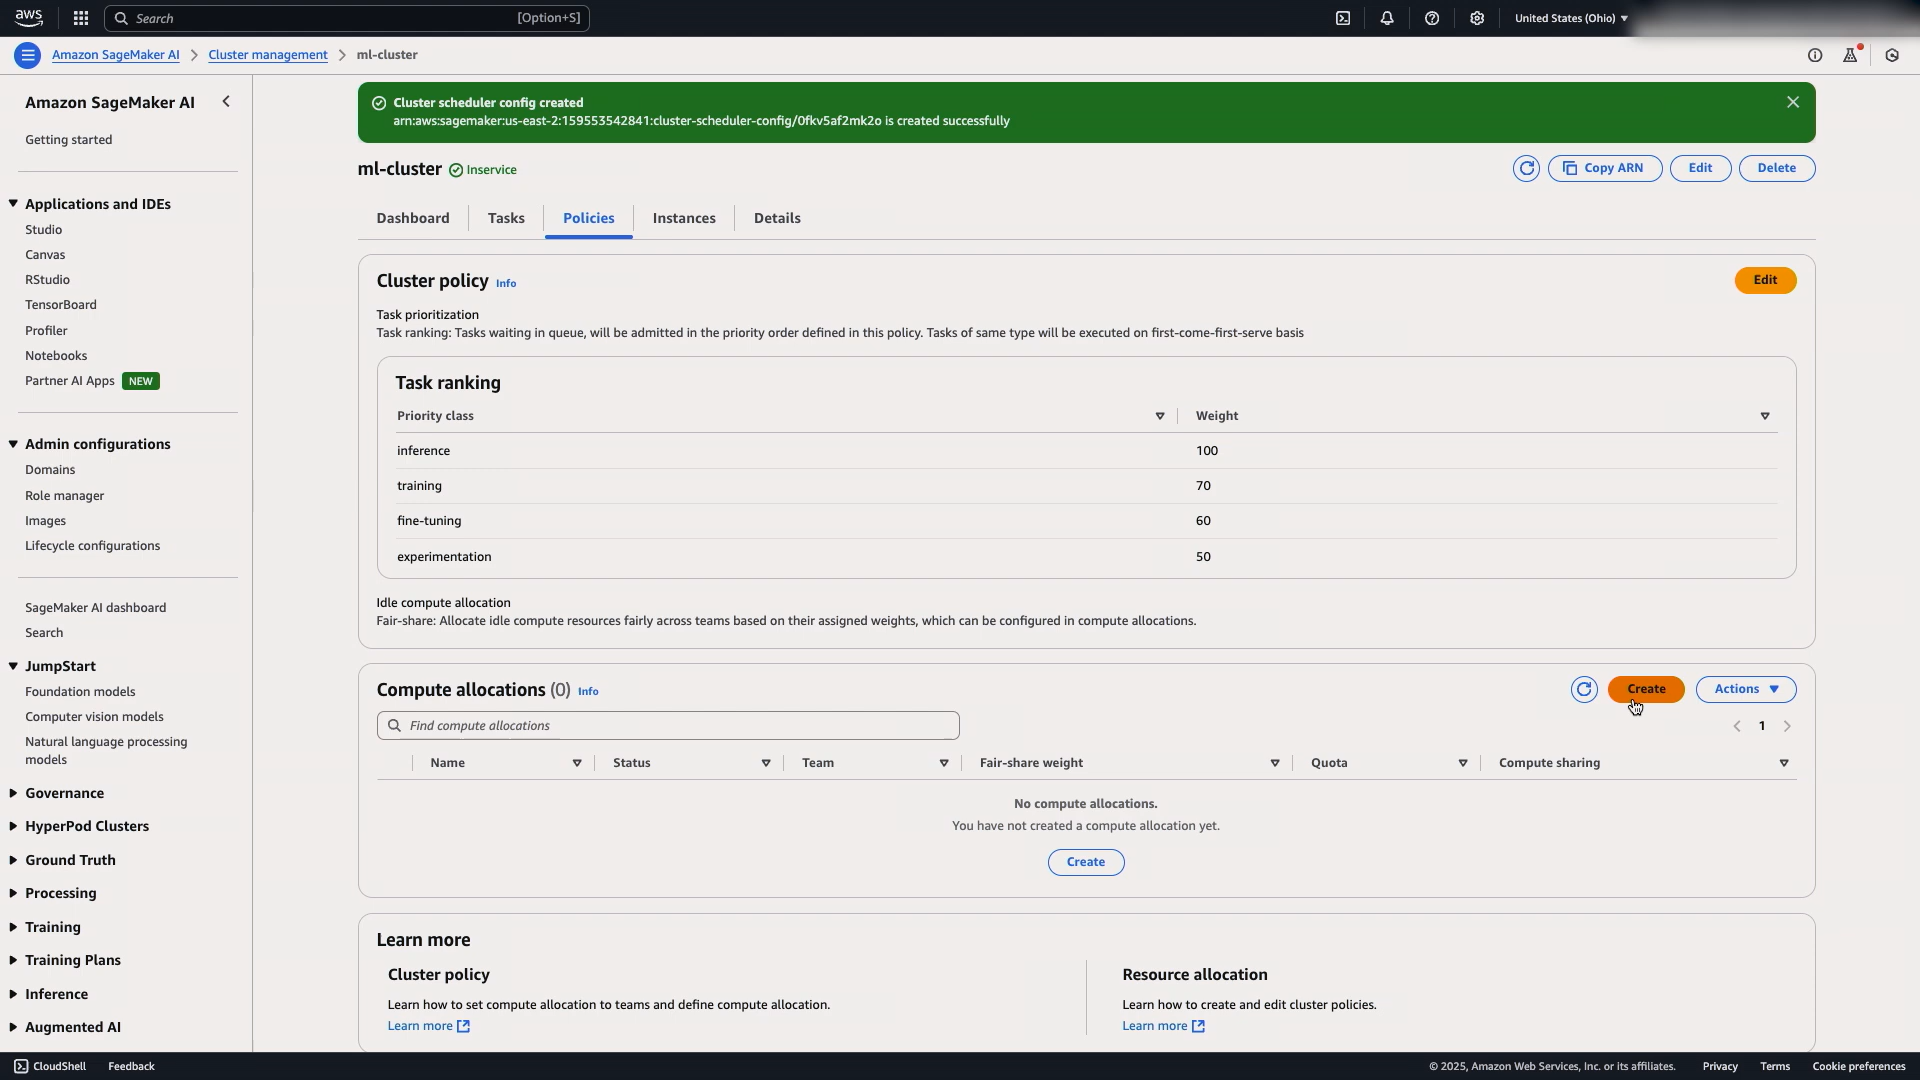 aws
Search
[Option+S]
United States (Ohio)
Amazon SageMaker AI
Cluster management
ml-cluster
Amazon SageMaker AI
Getting started
Applications and IDEs
Studio
Canvas
RStudio
TensorBoard
Profiler
Notebooks
Partner AI Apps NEW
Admin configurations
Domains
Role manager
Images
Lifecycle configurations
SageMaker AI dashboard
Search
JumpStart
Foundation models
Computer vision models
Natural language processing
models
Governance
HyperPod Clusters
Ground Truth
Processing
Training
Training Plans
Inference
Augmented AI
Cluster scheduler config created
arn:aws:sagemaker:us-east-2:159553542841:cluster-scheduler-config/0fkv5af2mk2o is created successfully
ml-cluster Inservice
Copy ARN
Edit
Delete
Dashboard
Tasks
Policies
Instances
Details
Cluster policy Info
Edit
Task prioritization
Task ranking: Tasks waiting in queue, will be admitted in the priority order defined in this policy. Tasks of same type will be executed on first-come-first-serve basis
Task ranking
Priority class Weight
inference 100
training 70
fine-tuning 60
experimentation 50
Idle compute allocation
Fair-share: Allocate idle compute resources fairly across teams based on their assigned weights, which can be configured in compute allocations.
Compute allocations (0) Info
Create
Actions
Find compute allocations
1
Name Status Team Fair-share weight Quota Compute sharing
No compute allocations.
You have not created a compute allocation yet.
Create
Learn more
Cluster policy
Learn how to set compute allocation to teams and define compute allocation.
Learn more
Resource allocation
Learn how to create and edit cluster policies.
Learn more
CloudShell
Feedback
© 2025, Amazon Web Services, Inc. or its affiliates.
Privacy
Terms
Cookie preferences